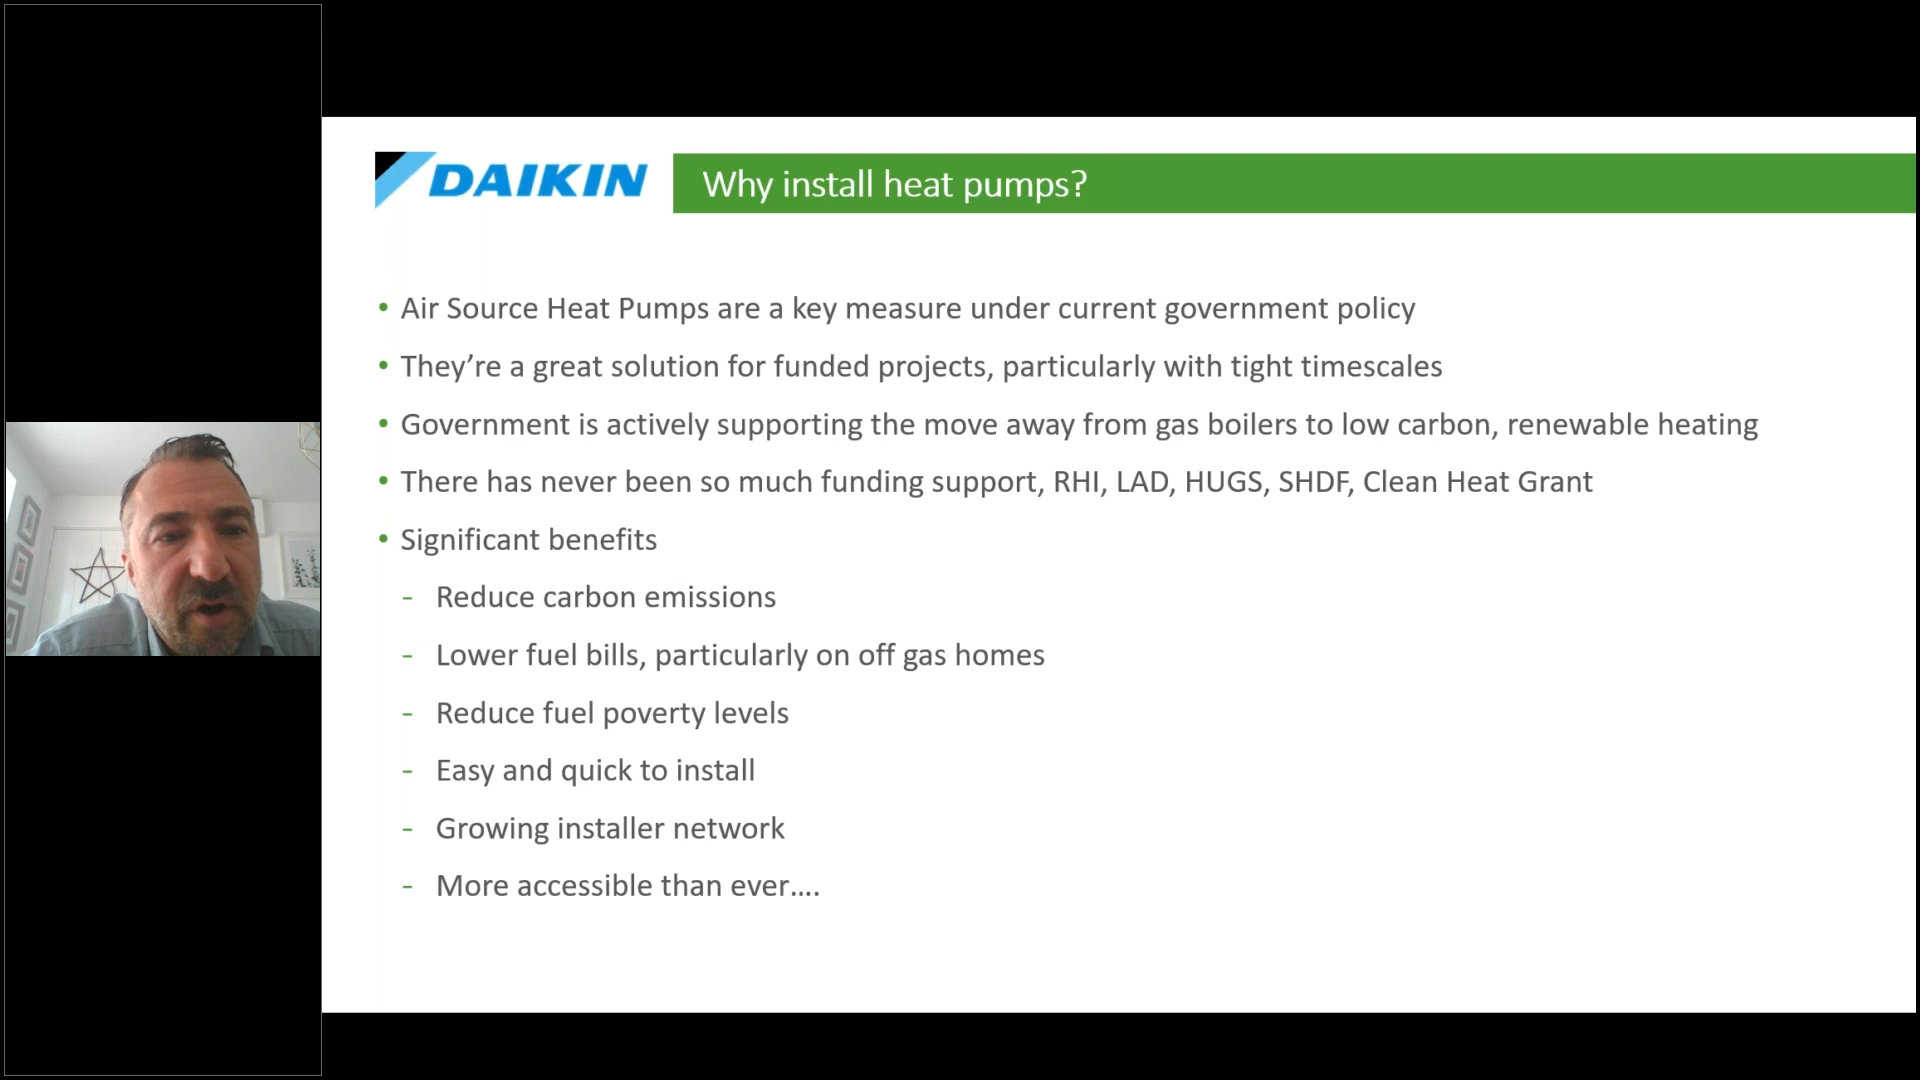 DAIKIN
Why install heat pumps?
• Air Source Heat Pumps are a key measure under current government policy
• They’re a great solution for funded projects, particularly with tight timescales
• Government is actively supporting the move away from gas boilers to low carbon, renewable heating
• There has never been so much funding support, RHI, LAD, HUGS, SHDF, Clean Heat Grant
• Significant benefits
- Reduce carbon emissions
- Lower fuel bills, particularly on off gas homes
- Reduce fuel poverty levels
- Easy and quick to install
- Growing installer network
- More accessible than ever....